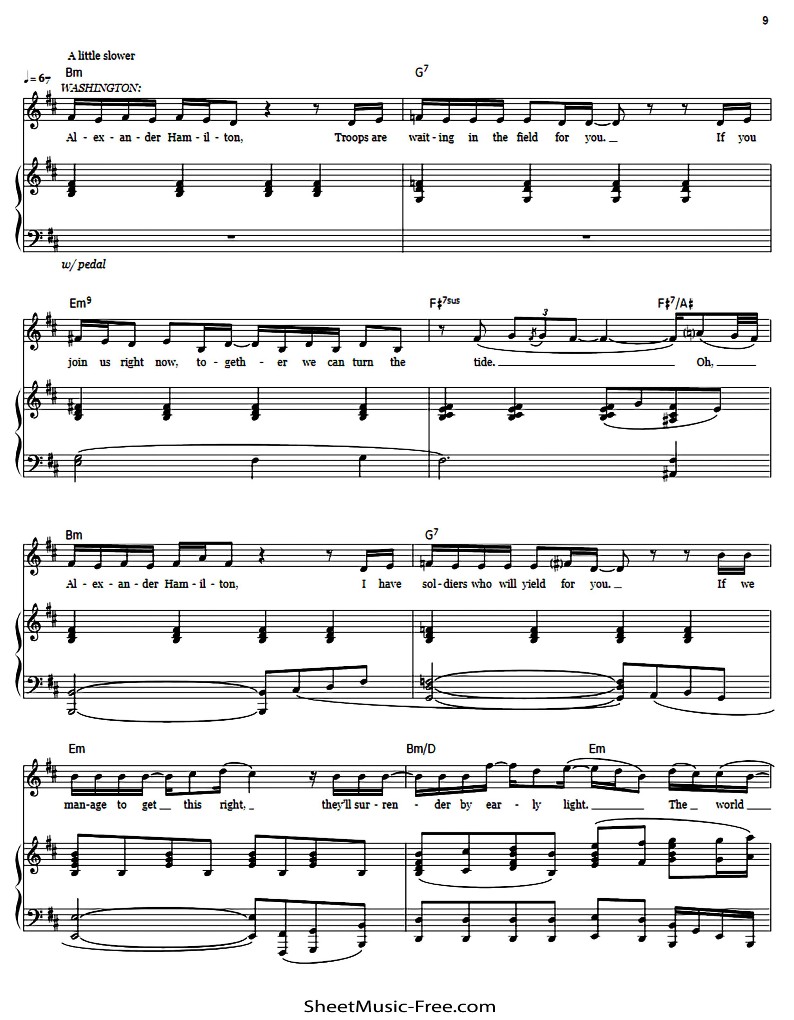 9
A little slower
♩= 67
Bm G7
WASHINGTON:
Al - ex - an - der Ham - il - ton, Troops are wait - ing in the field for you. If you
w/ pedal
Em9 F♯7sus F♯7/A♯
3
join us right now, to - geth - er we can turn the tide. Oh,
Bm G7
Al - ex - an - der Ham - il - ton, I have sol - diers who will yield for you. If we
Em Bm/D Em
man - age to get this right, they'll sur - ren - der by ear - ly light. The world
SheetMusic-Free.com